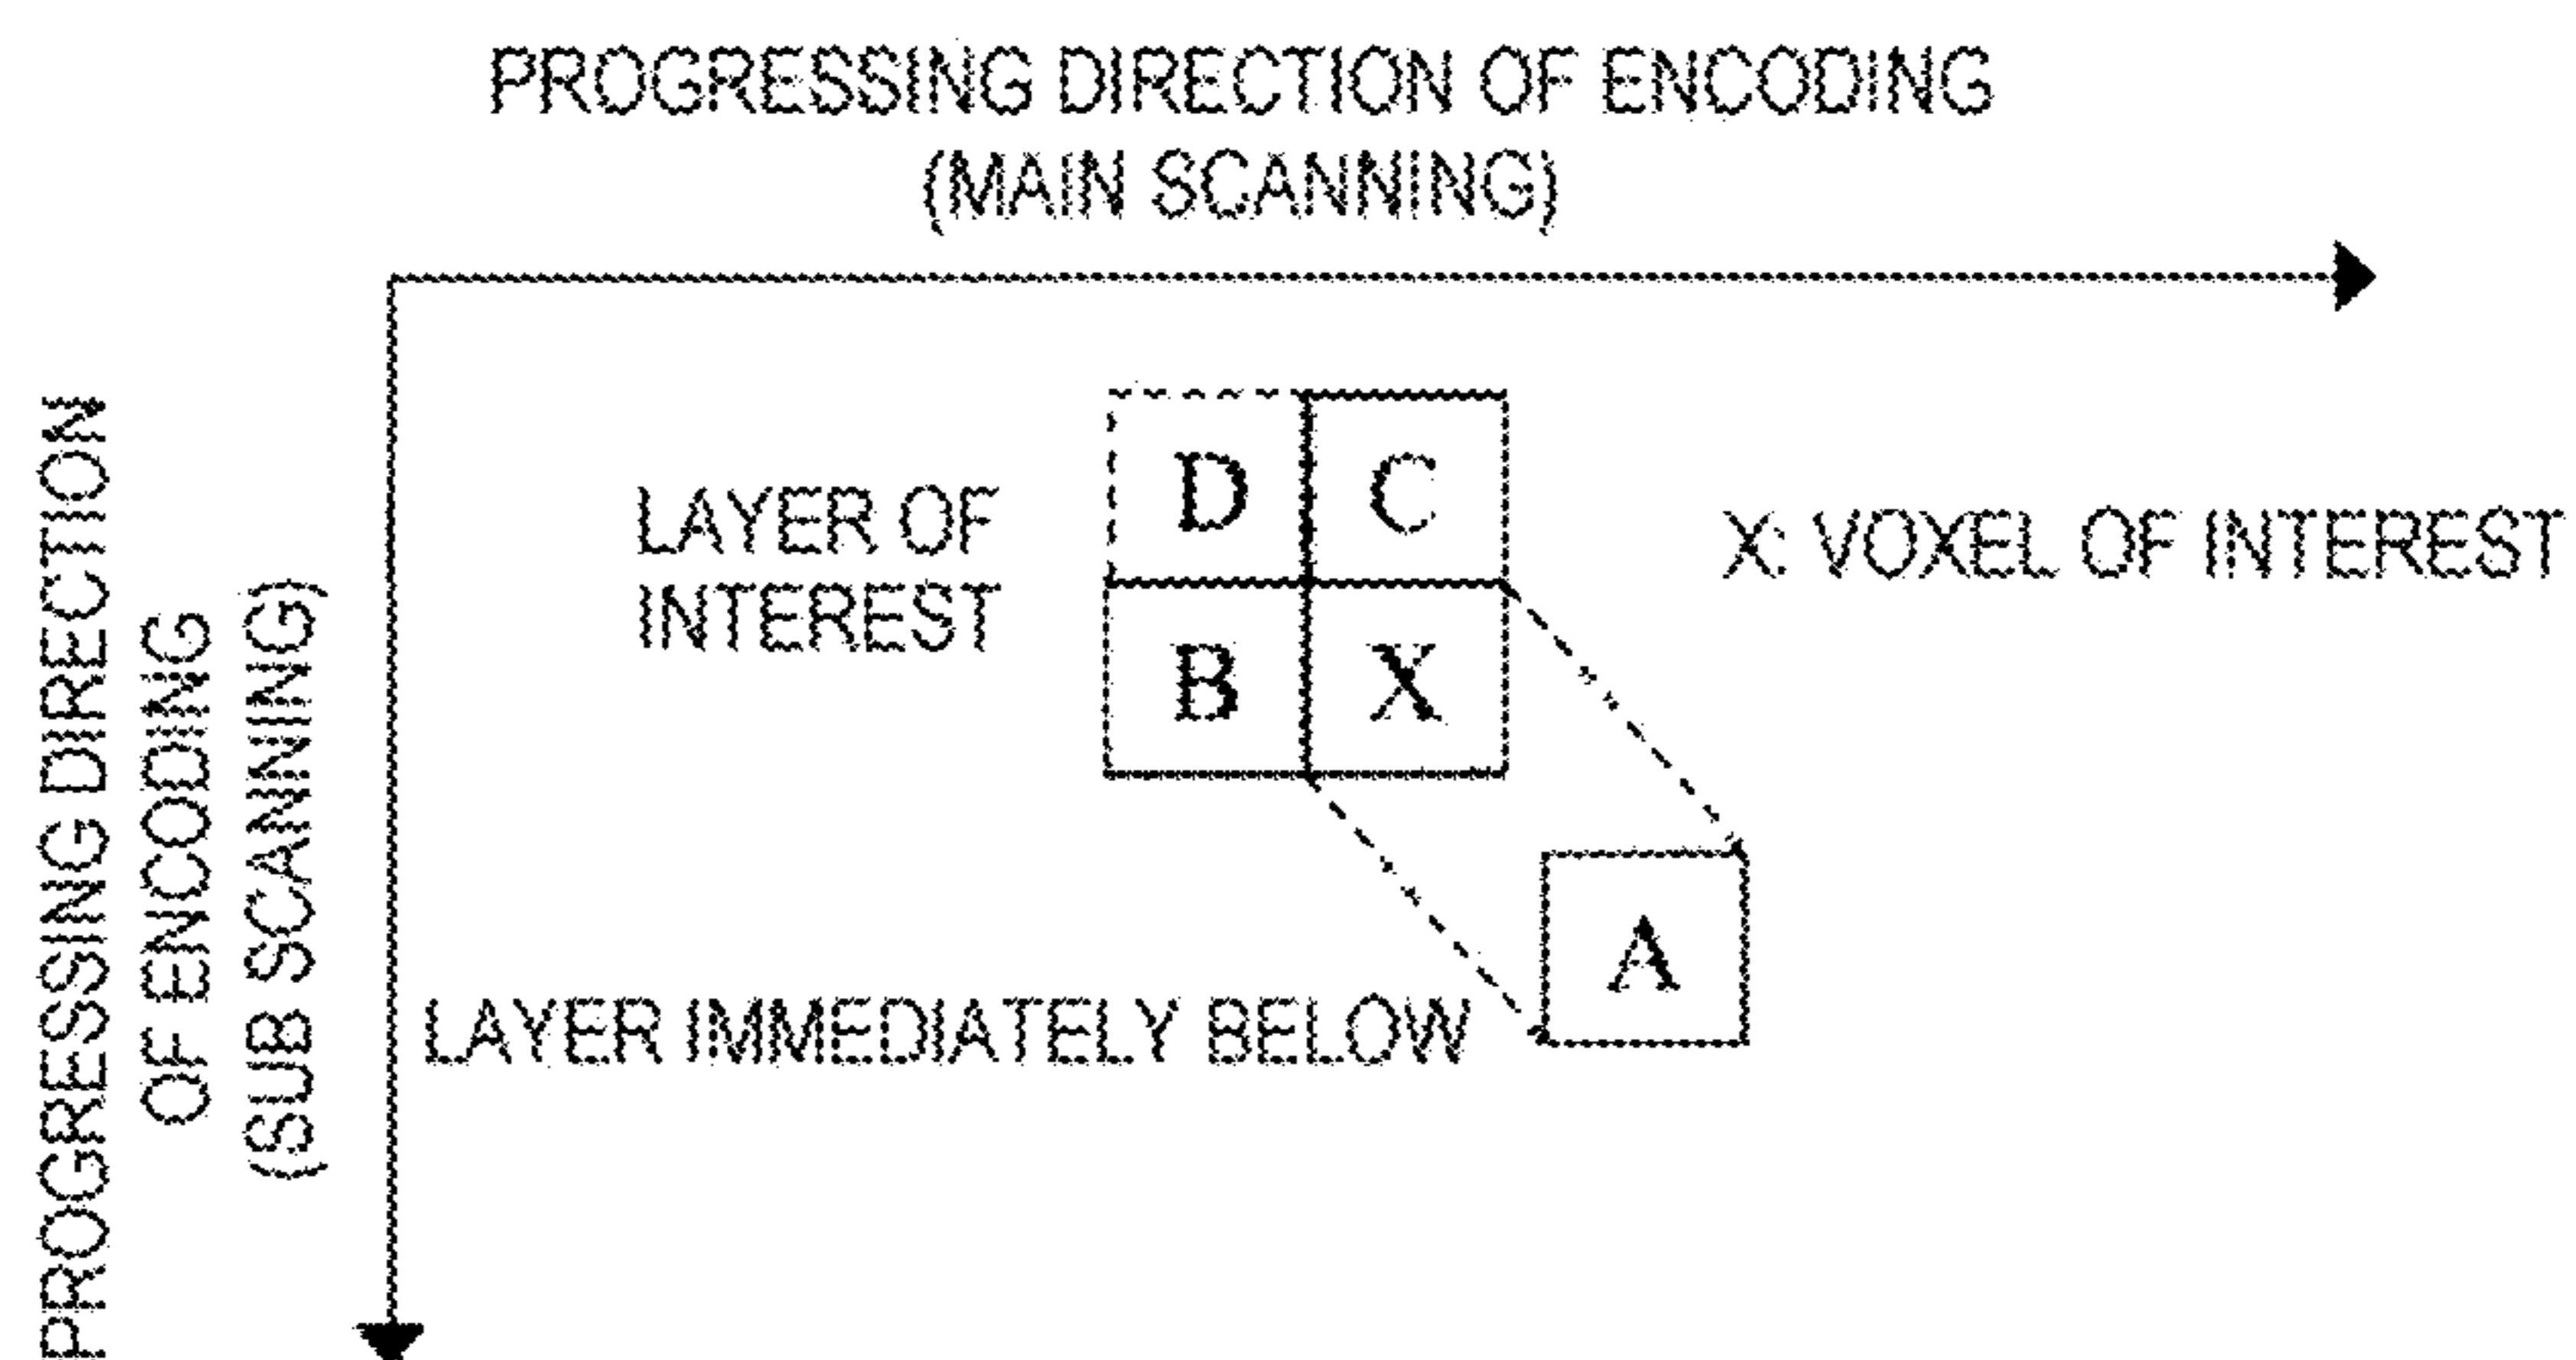 PROGRESSING DIRECTION OF ENCODING
(MAIN SCANNING)
PROGRESSING DIRECTION
OF ENCODING
(SUB SCANNING)
LAYER OF
INTEREST
D C
B X
X: VOXEL OF INTEREST
A
LAYER IMMEDIATELY BELOW